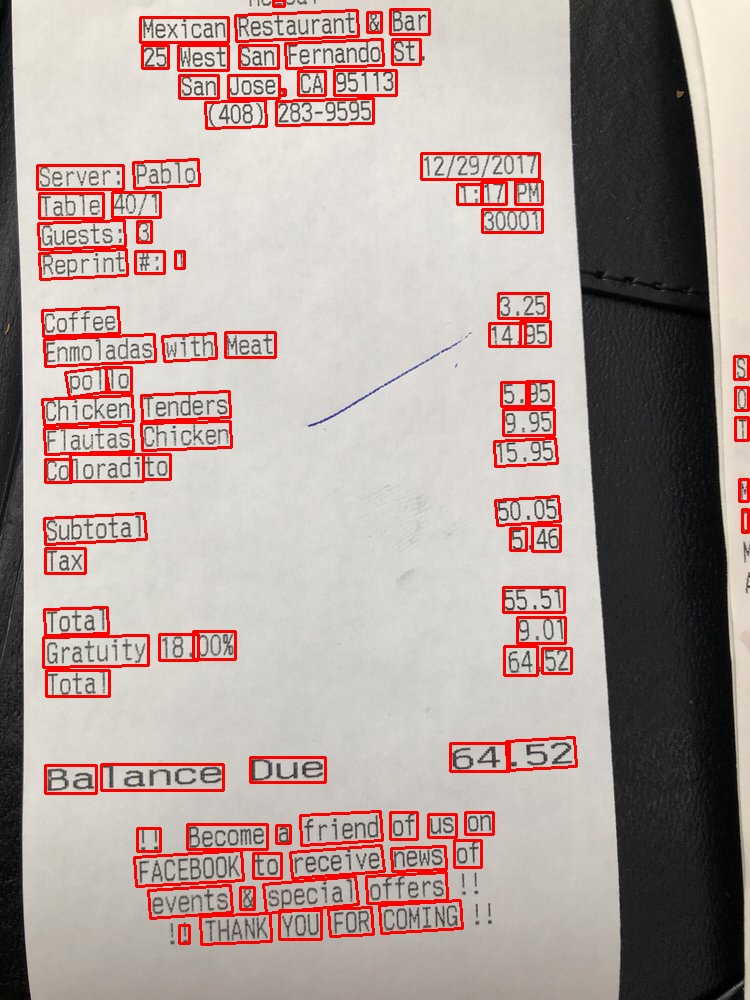 Mexican Restaurant & Bar
25 West San Fernando St.
San Jose, CA 95113
(408) 283-9595
Server: Pablo 12/29/2017
Table 40/1 1:17 PM
Guests: 3 30001
Reprint #: 1
Coffee 3.25
Enmoladas with Meat 14.95
pollo
Chicken Tenders 5.95
Flautas Chicken 9.95
Coloradito 15.95
Subtotal 50.05
Tax 5.46
Total 55.51
Gratuity 18.00% 9.01
Total 64.52
Balance Due 64.52
!! Become a friend of us on
FACEBOOK to receive news of
events & special offers !!
!! THANK YOU FOR COMING !!